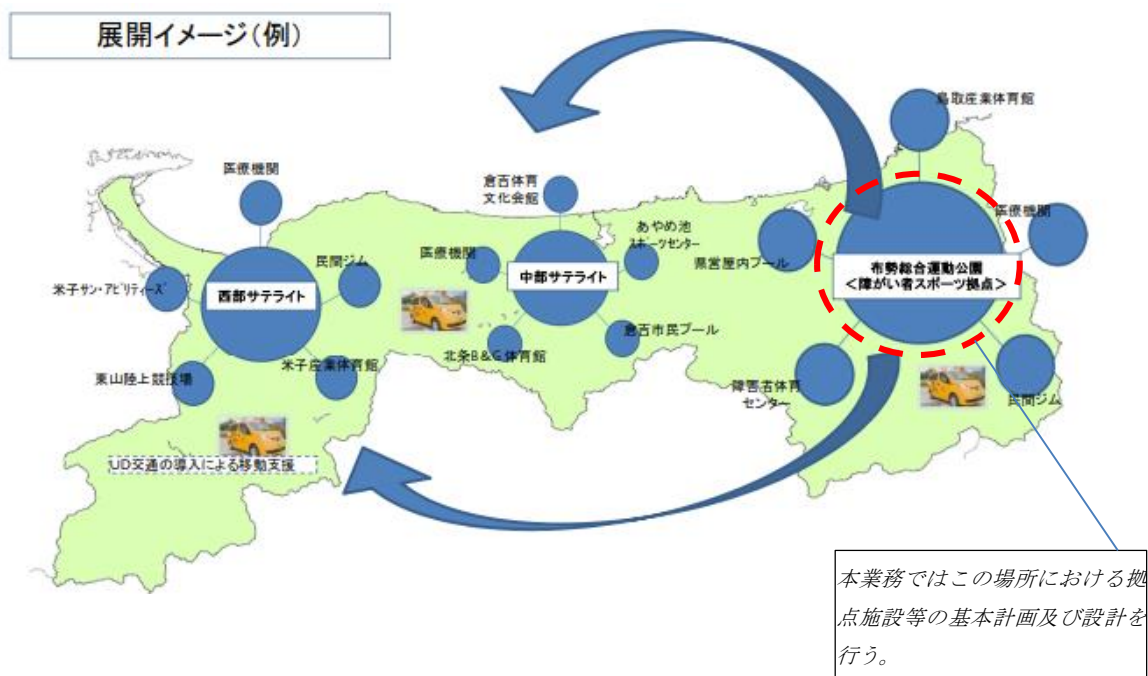 展開イメージ(例)
鳥取産業体育館
医療機関
県営屋内プール
布勢総合運動公園
<障がい者スポーツ拠点>
障害者体育
センター
民間ジム
倉吉体育
文化会館
あやめ池
スポーツセンター
医療機関
中部サテライト
北条B&G体育館
倉吉市民プール
医療機関
民間ジム
米子サン・アビリティーズ
西部サテライト
東山陸上競技場
米子産業体育館
UD交通の導入による移動支援
本業務ではこの場所における拠
点施設等の基本計画及び設計を
行う。